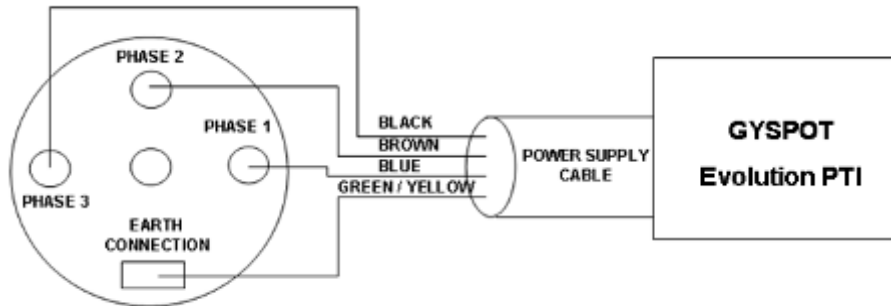 PHASE 2
PHASE 1
PHASE 3
EARTH
CONNECTION
BLACK
BROWN
BLUE
GREEN / YELLOW
POWER SUPPLY
CABLE
GYSPOT
Evolution PTI